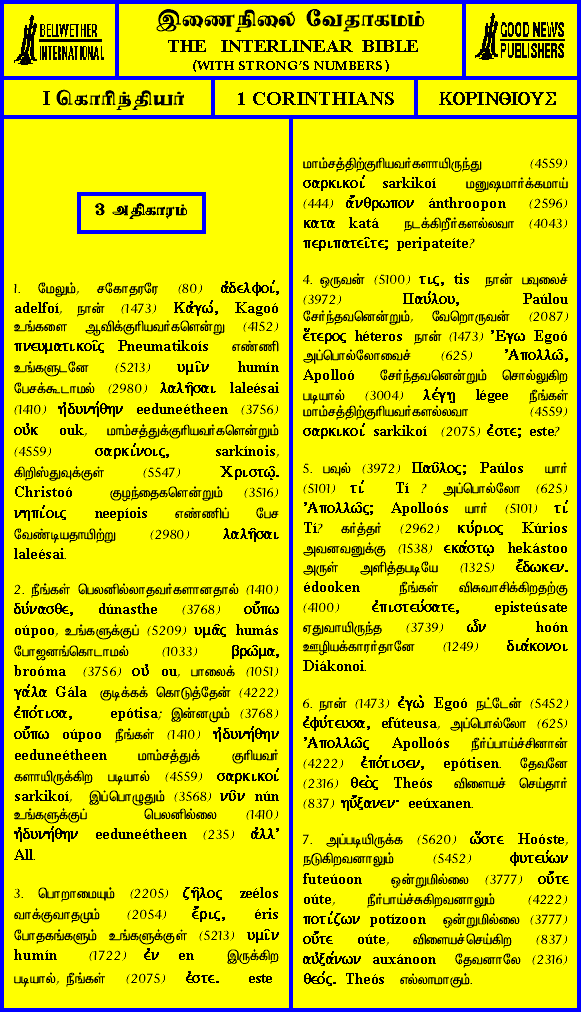 BELLWETHER
INTERNATIONAL
இணைநிலை வேதாகமம்
THE INTERLINEAR BIBLE
(WITH STRONG'S NUMBERS)
GOOD NEWS
PUBLISHERS
I கொரிந்தியர்
1 CORINTHIANS
ΚΟΡΙΝΘΙΟΥΣ
3 அதிகாரம்
1. மேலும், சகோதரரே (80) ἀδελφοί,
adelfoí, நான் (1473) Κἀγώ, Kagoó
உங்களை ஆவிக்குரியவர்களென்று (4152)
πνευματικοῖς Pneumatikoís எண்ணி
உங்களுடனே (5213) υμῖν humín
பேசக்கூடாமல் (2980) λαλῆσαι laleésai
(1410) ἠδυνήθην eeduneétheen (3756)
οὐκ ouk, மாம்சத்துக்குரியவர்களென்றும்
(4559) σαρκίνοις, sarkínois,
கிறிஸ்துவுக்குள் (5547) Χριστῷ.
Christoó குழந்தைகளென்றும் (3516)
νηπίοις neepíois எண்ணிப் பேச
வேண்டியதாயிற்று (2980) λαλῆσαι
laleésai.
2. நீங்கள் பெலனில்லாதவர்களானதால் (1410)
δύνασθε, dúnasthe (3768) οὔπω
oúpoo, உங்களுக்குப் (5209) υμᾶς humás
போஜனங்கொடாமல் (1033) βρῶμα,
broóma (3756) οὐ ou, பாலைக் (1051)
γάλα Gála குடிக்கக் கொடுத்தேன் (4222)
ἐπότισα, epótisa; இன்னமும் (3768)
οὔπω oúpoo நீங்கள் (1410) ἠδυνήθην
eeduneétheen மாம்சத்துக் குரியவர்
களாயிருக்கிற படியால் (4559) σαρκικοί
sarkikoí, இப்பொழுதும் (3568) νῦν nún
உங்களுக்குப் பெலனில்லை (1410)
ἠδυνήθην eeduneétheen (235) ἀλλ’
All.
3. பொறாமையும் (2205) ζῆλος zeélos
வாக்குவாதமும் (2054) ἔρις, éris
பேதகங்களும் உங்களுக்குள் (5213) υμῖν
humín (1722) ἐν en இருக்கிற
படியால், நீங்கள் (2075) ἐστε. este
மாம்சத்திற்குரியவர்களாயிருந்து (4559)
σαρκικοί sarkikoí மனுஷமார்க்கமாய்
(444) ἄνθρωπον ánthroopon (2596)
κατα katá நடக்கிறீர்களல்லவா (4043)
περιπατεῖτε; peripateíte?
4. ஒருவன் (5100) τις, tis நான் பவுலைச்
(3972) Παύλου, Paúlou
சேர்ந்தவனென்றும், வேறொருவன் (2087)
ἕτερος héteros நான் (1473) Ἐγω Egoó
அப்பொல்லோவைச் (625) Ἀπολλῶ,
Apolloó சேர்ந்தவனென்றும் சொல்லுகிற
படியால் (3004) λέγῃ légee நீங்கள்
மாம்சத்திற்குரியவர்களல்லவா (4559)
σαρκικοί sarkikoí (2075) ἐστε; este?
5. பவுல் (3972) Παῦλος; Paúlos யார்
(5101) τί Tí ? அப்பொல்லோ (625)
Ἀπολλῶς; Apolloós யார் (5101) τί
Tí? கர்த்தர் (2962) κύριος Kúrios
அவனவனுக்கு (1538) εκάστῳ hekástoo
அருள் அளித்தபடியே (1325) ἔδωκεν.
édooken நீங்கள் விசுவாசிக்கிறதற்கு
(4100) ἐπιστεύσατε, episteúsate
ஏதுவாயிருந்த (3739) ὧν hoón
ஊழியக்காரர்தானே (1249) διάκονοι
Diákonoi.
6. நான் (1473) ἐγὼ Egoó நட்டேன் (5452)
ἐφύτευσα, efúteusa, அப்பொல்லோ (625)
Ἀπολλῶς Apolloós நீர்ப்பாய்ச்சினான்
(4222) ἐπότισεν, epótisen. தேவனே
(2316) θεὸς Theós விளையச் செய்தார்
(837) ηὔξανεν· eeúxanen.
7. அப்படியிருக்க (5620) ὥστε Hoóste,
நடுகிறவனாலும் (5452) φυτεύων
futeúoon ஒன்றுமில்லை (3777) οὔτε
oúte, நீர்பாய்ச்சுகிறவனாலும் (4222)
ποτίζων potízoon ஒன்றுமில்லை (3777)
οὔτε oúte, விளையச்செய்கிற (837)
αὐξάνων auxánoon தேவனாலே (2316)
θεός. Theós எல்லாமாகும்.